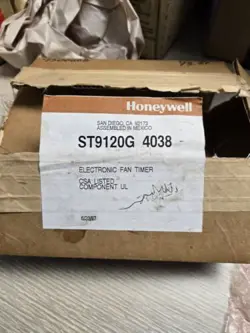 Honeywell
SAN DIEGO, CA 92173
ASSEMBLED IN MEXICO
ST9120G 4038
ELECTRONIC FAN TIMER
CSA LISTED
COMPONENT UL